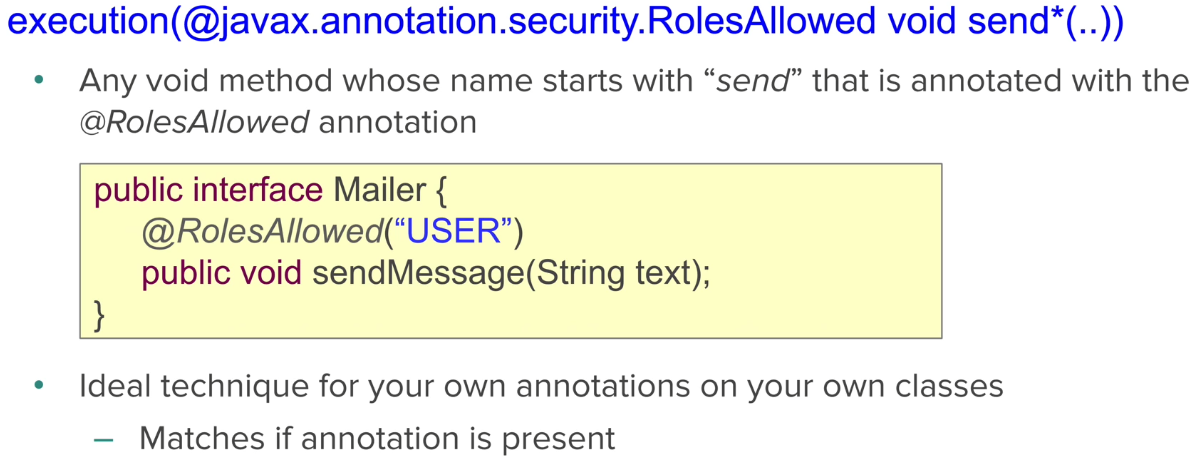 execution(@javax.annotation.security.RolesAllowed void send*(..))
• Any void method whose name starts with “send” that is annotated with the
@RolesAllowed annotation
public interface Mailer {
@RolesAllowed(“USER”)
public void sendMessage(String text);
}
• Ideal technique for your own annotations on your own classes
– Matches if annotation is present